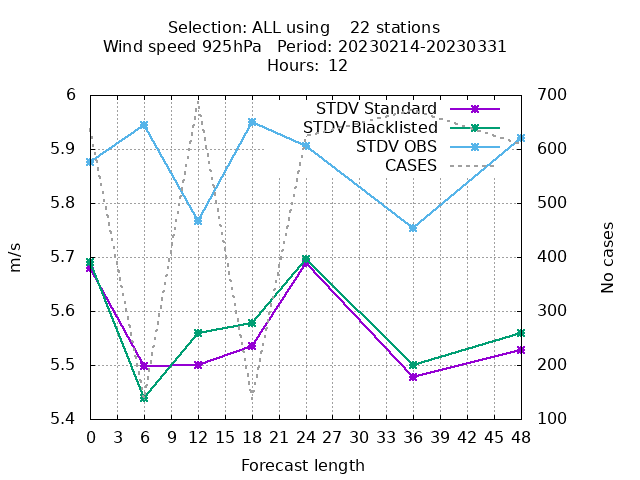 Selection: ALL using    22 stations
Wind speed 925hPa   Period: 20230214-20230331
Hours:  12
STDV Standard
STDV Blacklisted
STDV OBS
CASES
6
5.9
5.8
5.7
5.6
5.5
5.4
700
600
500
400
300
200
100
m/s
No cases
0 3 6 9 12 15 18 21 24 27 30 33 36 39 42 45 48
Forecast length